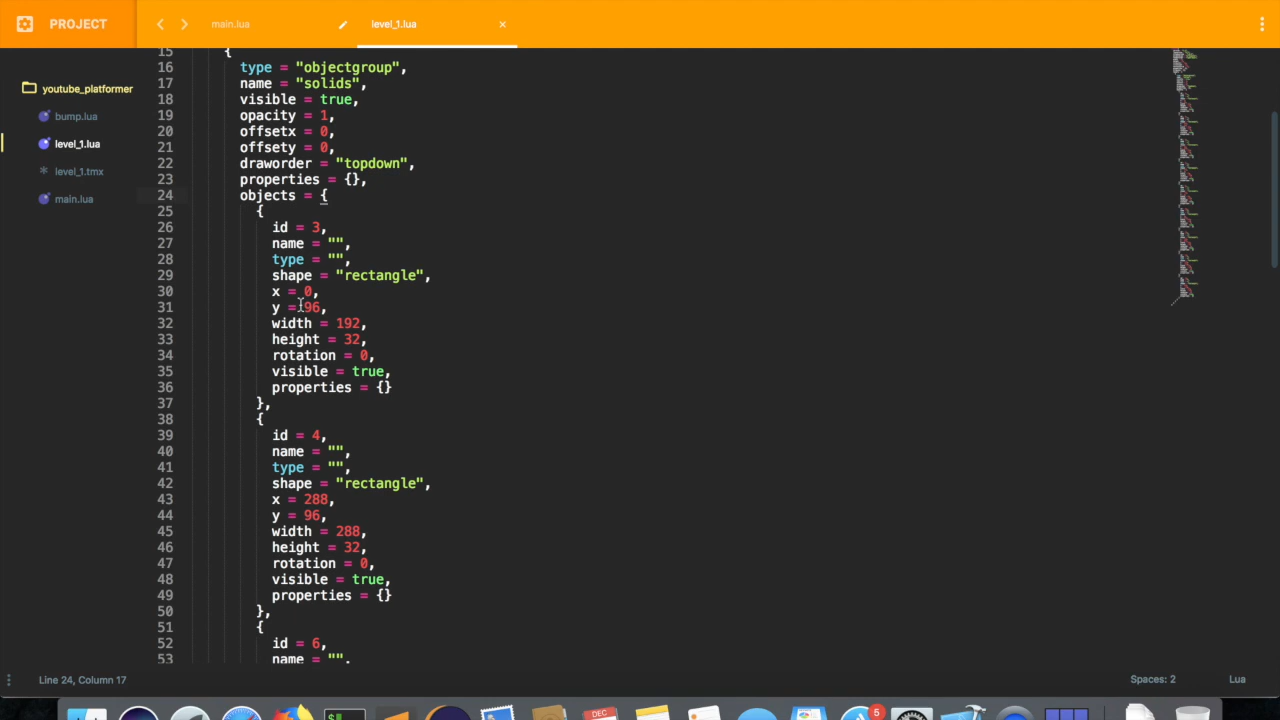 PROJECT
main.lua
level_1.lua
youtube_platformer
bump.lua
level_1.lua
level_1.tmx
main.lua
15 {
16 type = "objectgroup",
17 name = "solids",
18 visible = true,
19 opacity = 1,
20 offsetx = 0,
21 offsety = 0,
22 draworder = "topdown",
23 properties = {},
24 objects = {
25 {
26 id = 3,
27 name = "",
28 type = "",
29 shape = "rectangle",
30 x = 0,
31 y = 96,
32 width = 192,
33 height = 32,
34 rotation = 0,
35 visible = true,
36 properties = {}
37 },
38 {
39 id = 4,
40 name = "",
41 type = "",
42 shape = "rectangle",
43 x = 288,
44 y = 96,
45 width = 288,
46 height = 32,
47 rotation = 0,
48 visible = true,
49 properties = {}
50 },
51 {
52 id = 6,
53 name = "",
Line 24, Column 17
Spaces: 2
Lua
5
DEC